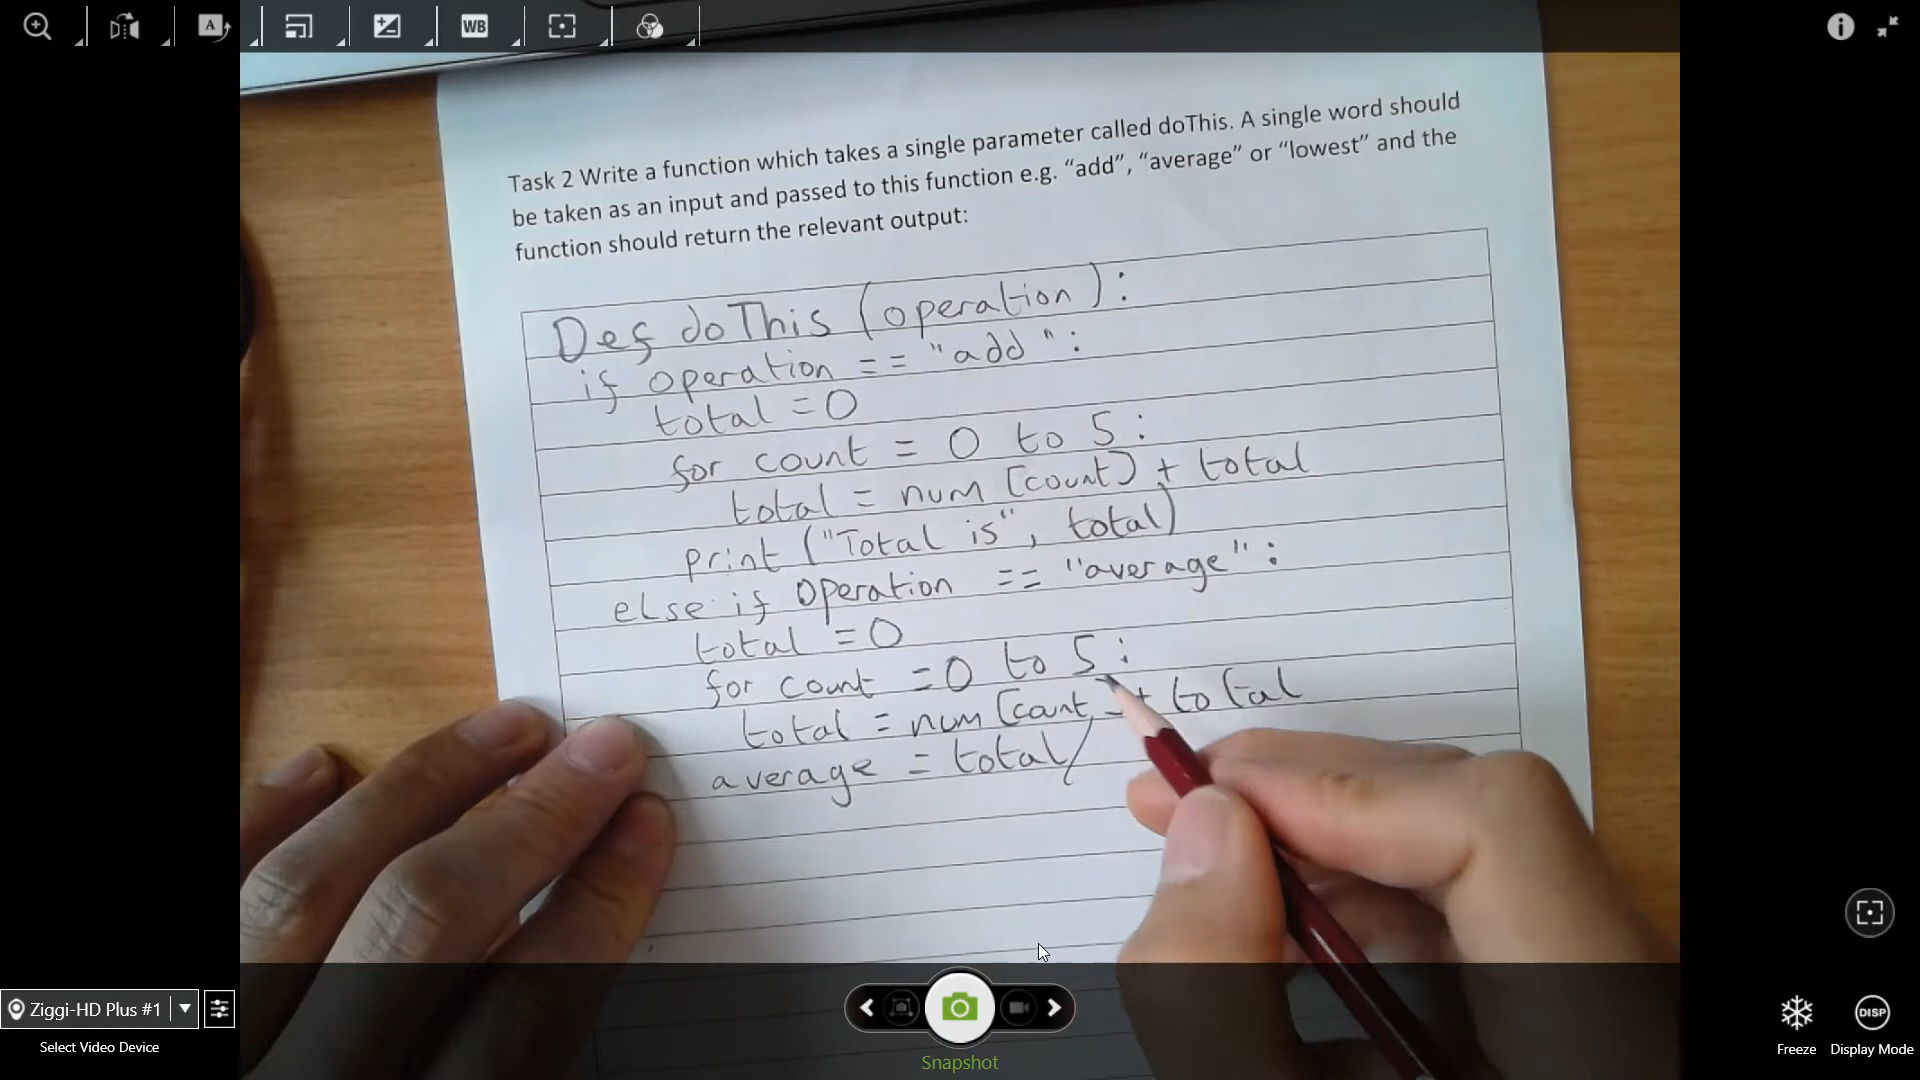 A
WB
Task 2 Write a function which takes a single parameter called doThis. A single word should
be taken as an input and passed to this function e.g. “add”, “average” or “lowest” and the
function should return the relevant output:
Def doThis (operation):
if operation == "add":
total = 0
for count = 0 to 5:
total = num [count] + total
print ("Total is", total)
else if operation == "average":
total = 0
for count = 0 to 5:
total = num [count + total
average = total/
Ziggi-HD Plus #1
Select Video Device
Snapshot
Freeze
DISP
Display Mode